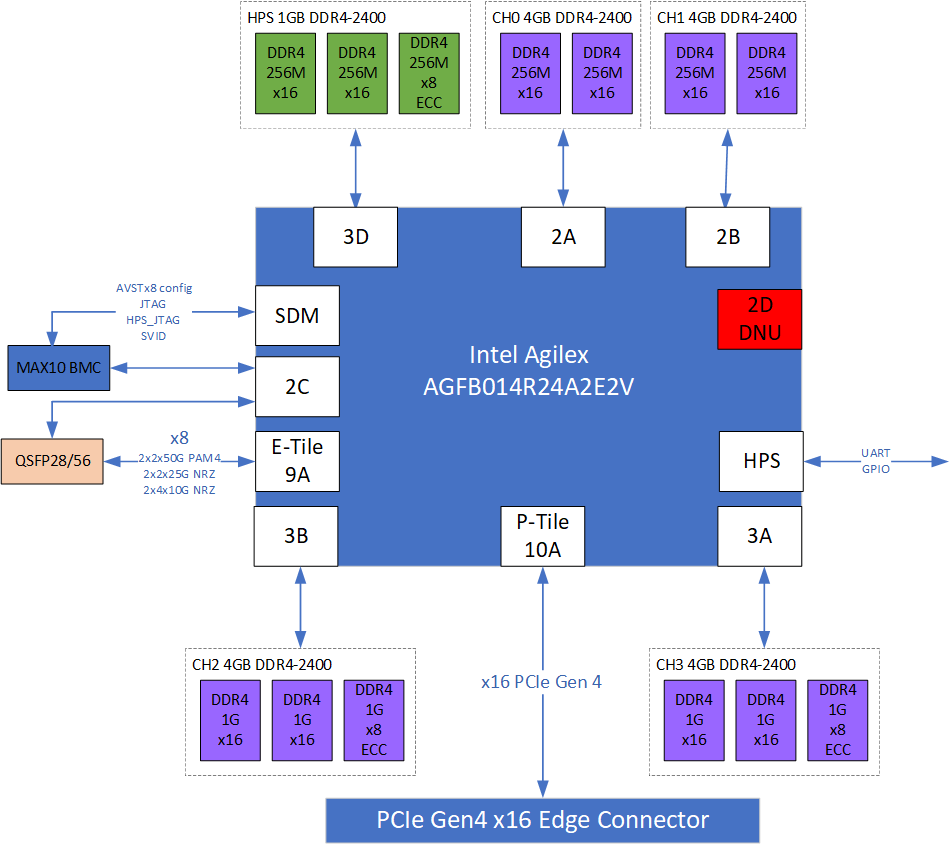 HPS 1GB DDR4-2400
DDR4
256M
x16
DDR4
256M
x16
DDR4
256M
x8
ECC
CH0 4GB DDR4-2400
DDR4
256M
x16
DDR4
256M
x16
CH1 4GB DDR4-2400
DDR4
256M
x16
DDR4
256M
x16
3D
2A
2B
AVSTx8 config
JTAG
HPS_JTAG
SVID
SDM
2D
DNU
MAX10 BMC
2C
Intel Agilex
AGFB014R24A2E2V
QSFP28/56
x8
2x2x50G PAM4
2x2x25G NRZ
2x4x10G NRZ
E-Tile
9A
HPS
UART
GPIO
3B
P-Tile
10A
3A
CH2 4GB DDR4-2400
DDR4
1G
x16
DDR4
1G
x16
DDR4
1G
x8
ECC
x16 PCIe Gen 4
CH3 4GB DDR4-2400
DDR4
1G
x16
DDR4
1G
x16
DDR4
1G
x8
ECC
PCIe Gen4 x16 Edge Connector